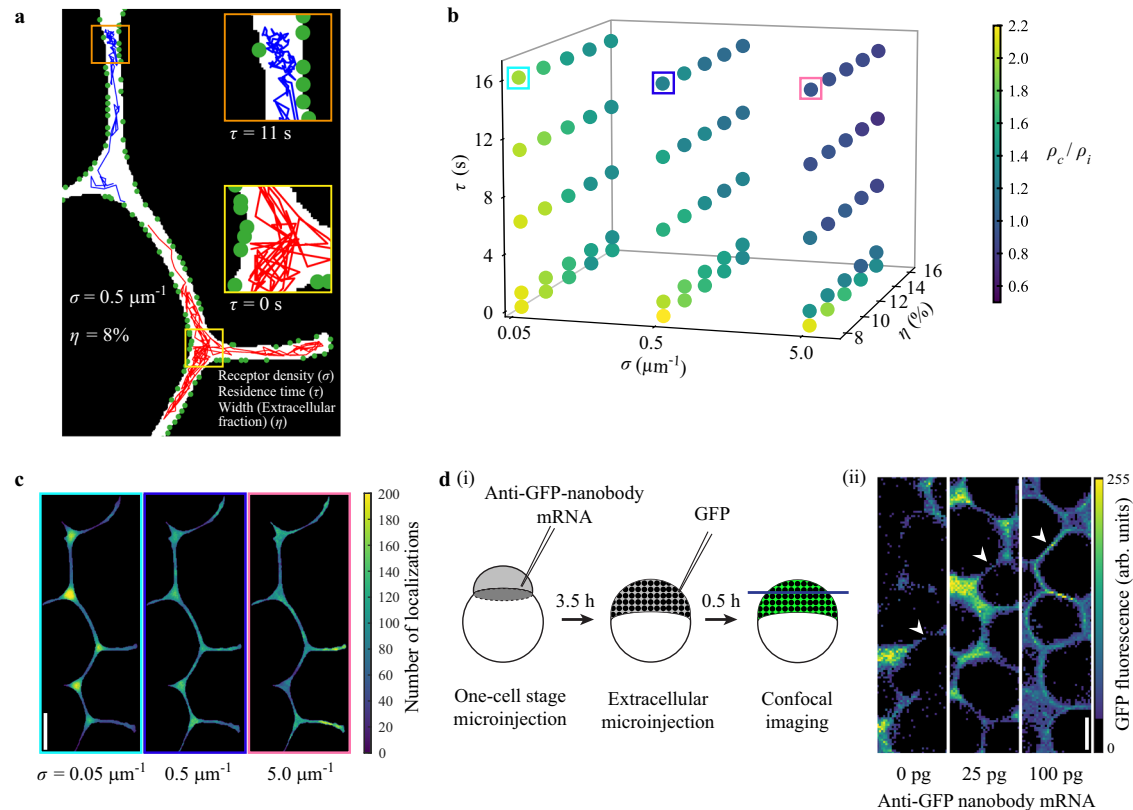 a
τ = 11 s
τ = 0 s
σ = 0.5 μm⁻¹
η = 8%
Receptor density (σ)
Residence time (τ)
Width (Extracellular
fraction) (η)
b
16
12
8
4
0
τ (s)
0.05
0.5
5.0
σ (μm⁻¹)
8
10
12
14
16
η (%)
2.2
2.0
1.8
1.6
1.4
1.2
1.0
0.8
0.6
ρc / ρi
c
200
180
160
140
120
100
80
60
40
20
0
Number of localizations
σ = 0.05 μm⁻¹
0.5 μm⁻¹
5.0 μm⁻¹
d (i)
Anti-GFP-nanobody
mRNA
GFP
3.5 h
0.5 h
One-cell stage
microinjection
Extracellular
microinjection
Confocal
imaging
(ii)
255
0
GFP fluorescence (arb. units)
0 pg
25 pg
100 pg
Anti-GFP nanobody mRNA